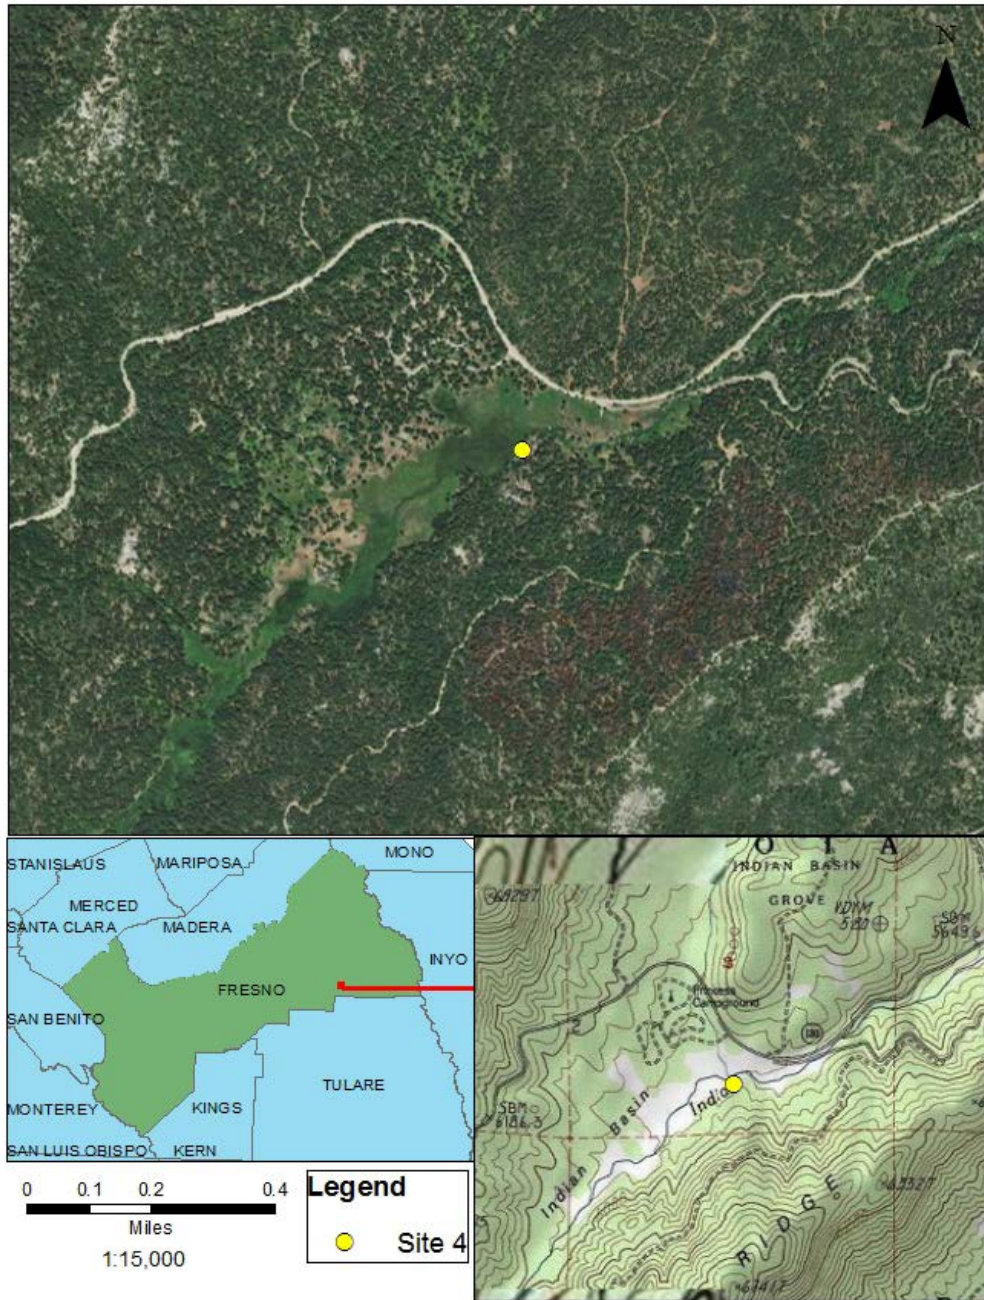 N
STANISLAUS
MARIPOSA
MONO
MERCED
SANTA CLARA
MADERA
INYO
FRESNO
SAN BENITO
TULARE
MONTEREY
KINGS
SAN LUIS OBISPO
KERN
0 0.1 0.2 0.4
Miles
1:15,000
Legend
Site 4
O I A
INDIAN BASIN
GROVE
Princess
Campground
2
180
Indian Basin
RIDGE